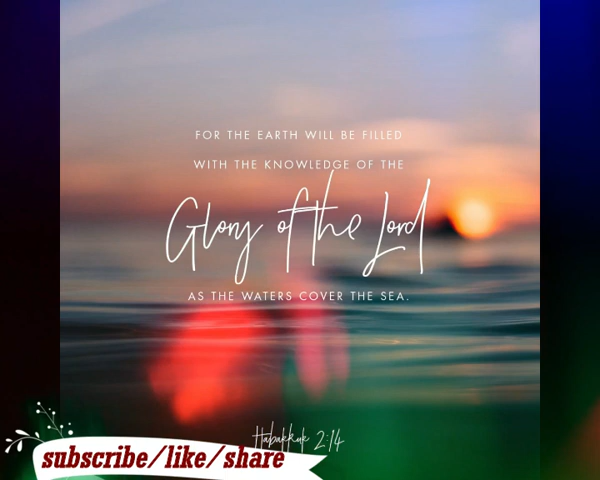 FOR THE EARTH WILL BE FILLED
WITH THE KNOWLEDGE OF THE
Glory of the Lord
AS THE WATERS COVER THE SEA.
Habakkuk 2:14
subscribe/like/share